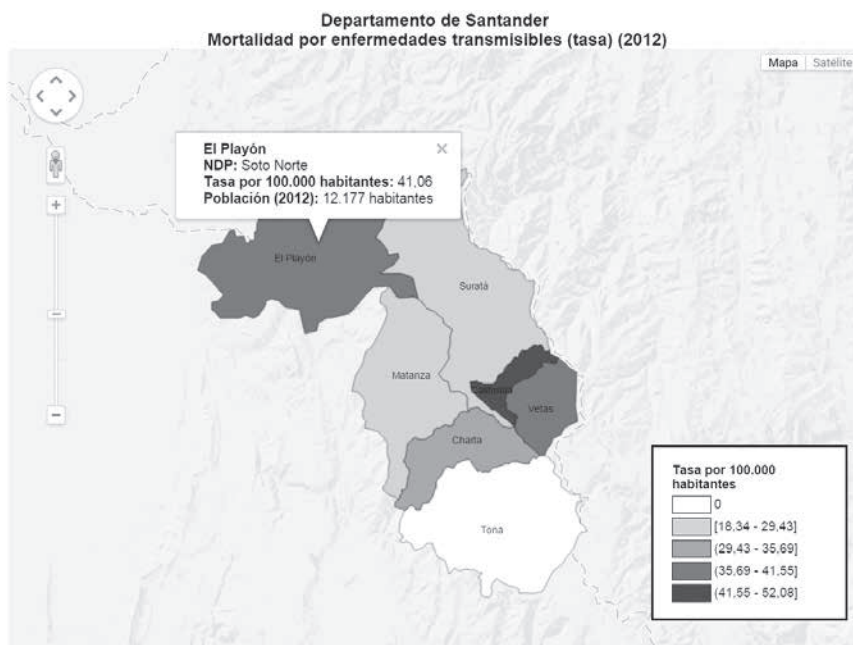 Departamento de Santander
Mortalidad por enfermedades transmisibles (tasa) (2012)
Mapa Satélite
El Playón
NDP: Soto Norte
Tasa por 100.000 habitantes: 41,06
Población (2012): 12.177 habitantes
El Playón
Suratá
Matanza
Vetas
Charta
Tona
Tasa por 100.000
habitantes
0
[18,34 - 29,43]
(29,43 - 35,69]
(35,69 - 41,55]
(41,55 - 52,08]